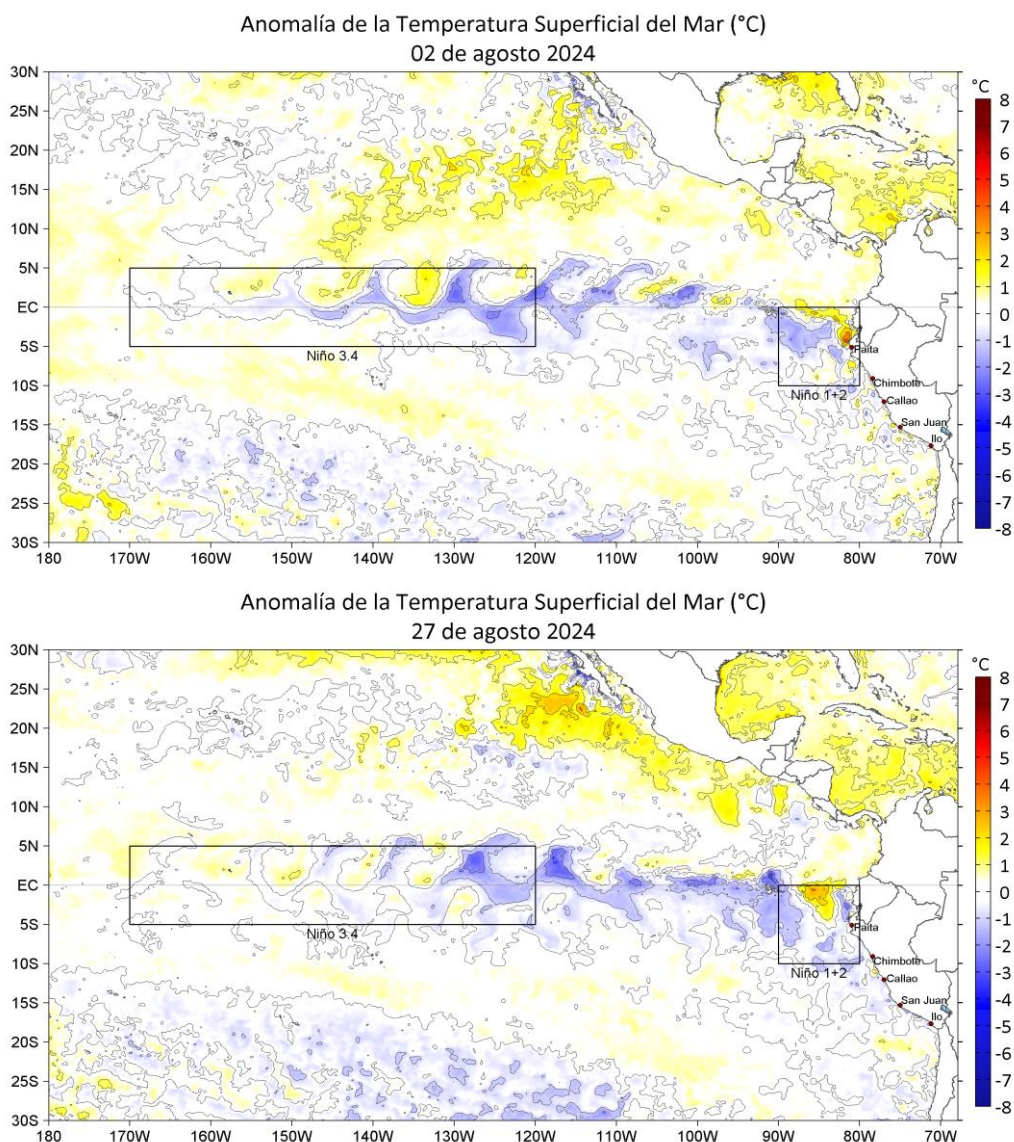 Anomalía de la Temperatura Superficial del Mar (°C)
02 de agosto 2024
30N
25N
20N
15N
10N
5N
EC
5S
10S
15S
20S
25S
30S
180
170W
160W
150W
140W
130W
120W
110W
100W
90W
80W
70W
Niño 3.4
Niño 1+2
Paita
Chimbote
Callao
San Juan
Ilo
°C
8
7
6
5
4
3
2
1
0
-1
-2
-3
-4
-5
-6
-7
-8
Anomalía de la Temperatura Superficial del Mar (°C)
27 de agosto 2024
30N
25N
20N
15N
10N
5N
EC
5S
10S
15S
20S
25S
30S
180
170W
160W
150W
140W
130W
120W
110W
100W
90W
80W
70W
Niño 3.4
Niño 1+2
Paita
Chimbote
Callao
San Juan
Ilo
°C
8
7
6
5
4
3
2
1
0
-1
-2
-3
-4
-5
-6
-7
-8